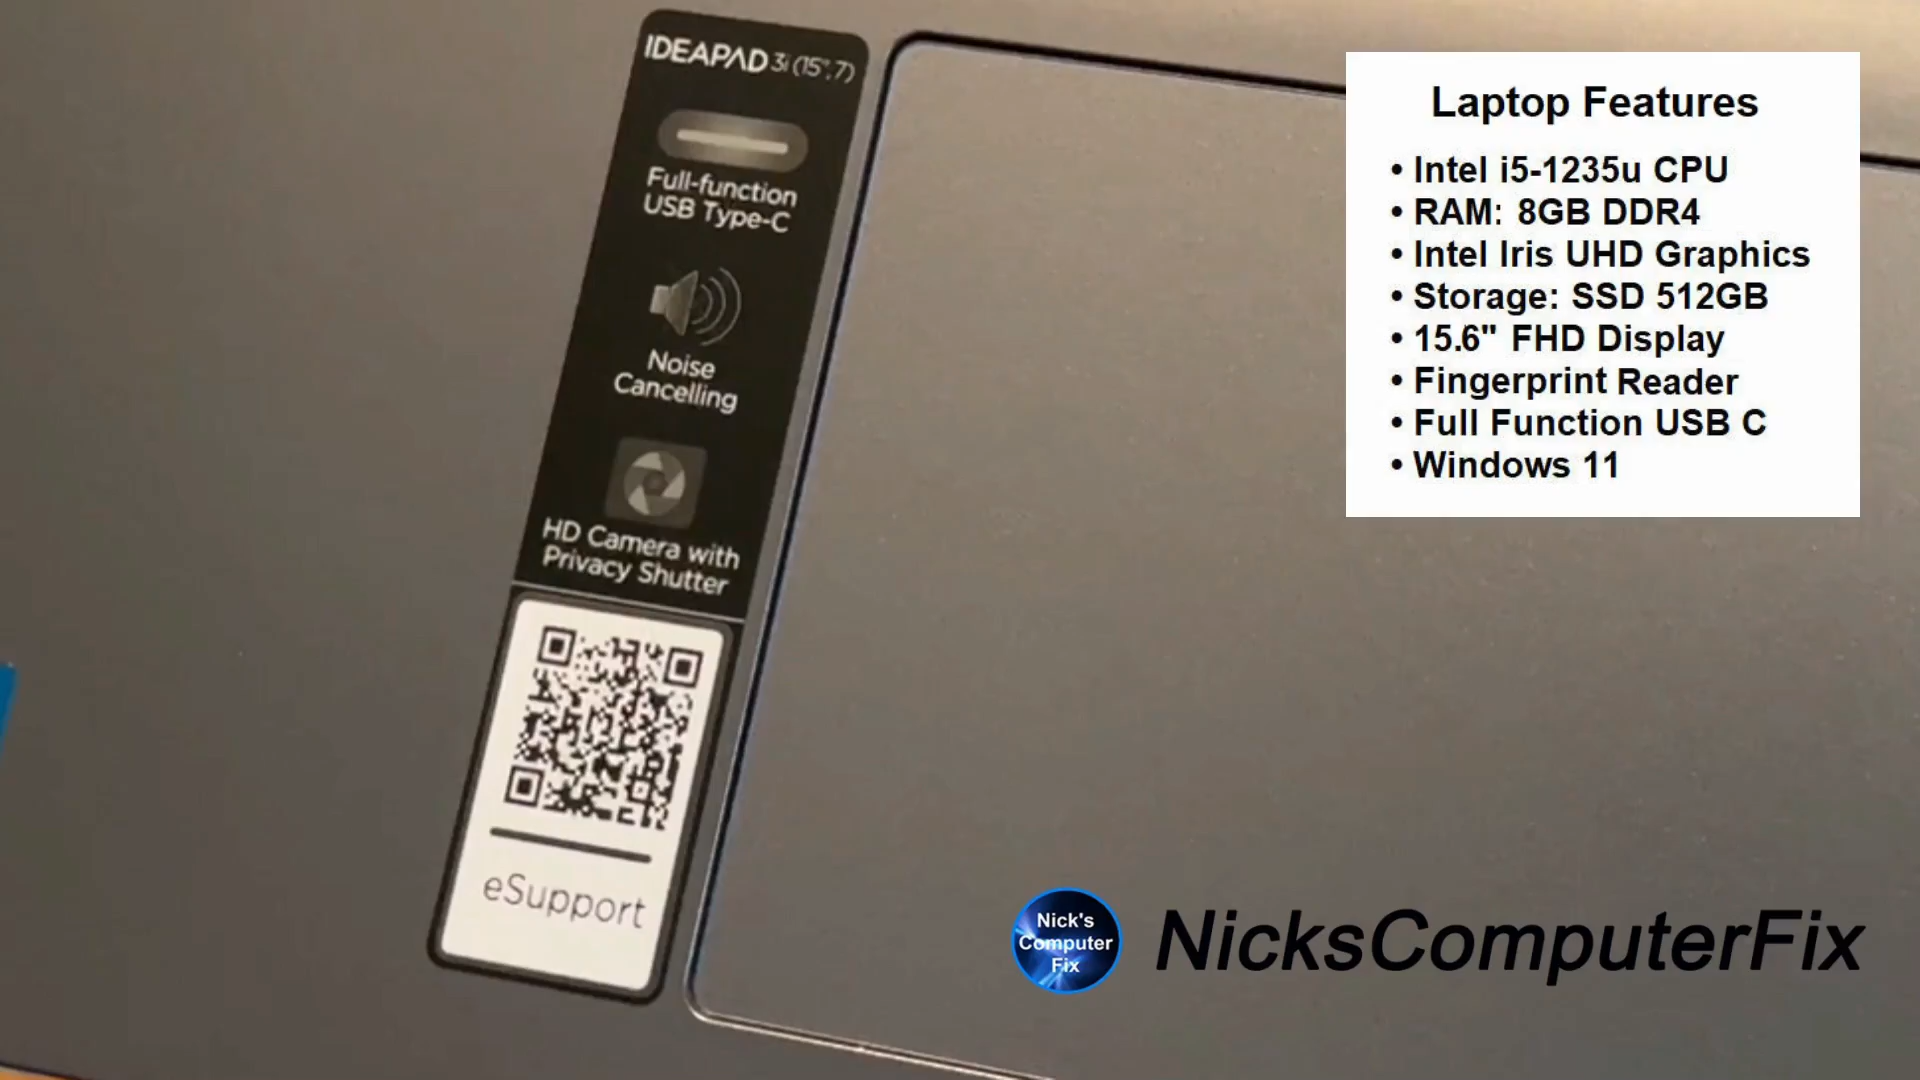 IDEAPAD 3i (15", 7)
Full-function
USB Type-C
Noise
Cancelling
HD Camera with
Privacy Shutter
eSupport
Laptop Features
• Intel i5-1235u CPU
• RAM: 8GB DDR4
• Intel Iris UHD Graphics
• Storage: SSD 512GB
• 15.6" FHD Display
• Fingerprint Reader
• Full Function USB C
• Windows 11
Nick's
Computer
Fix
NicksComputerFix